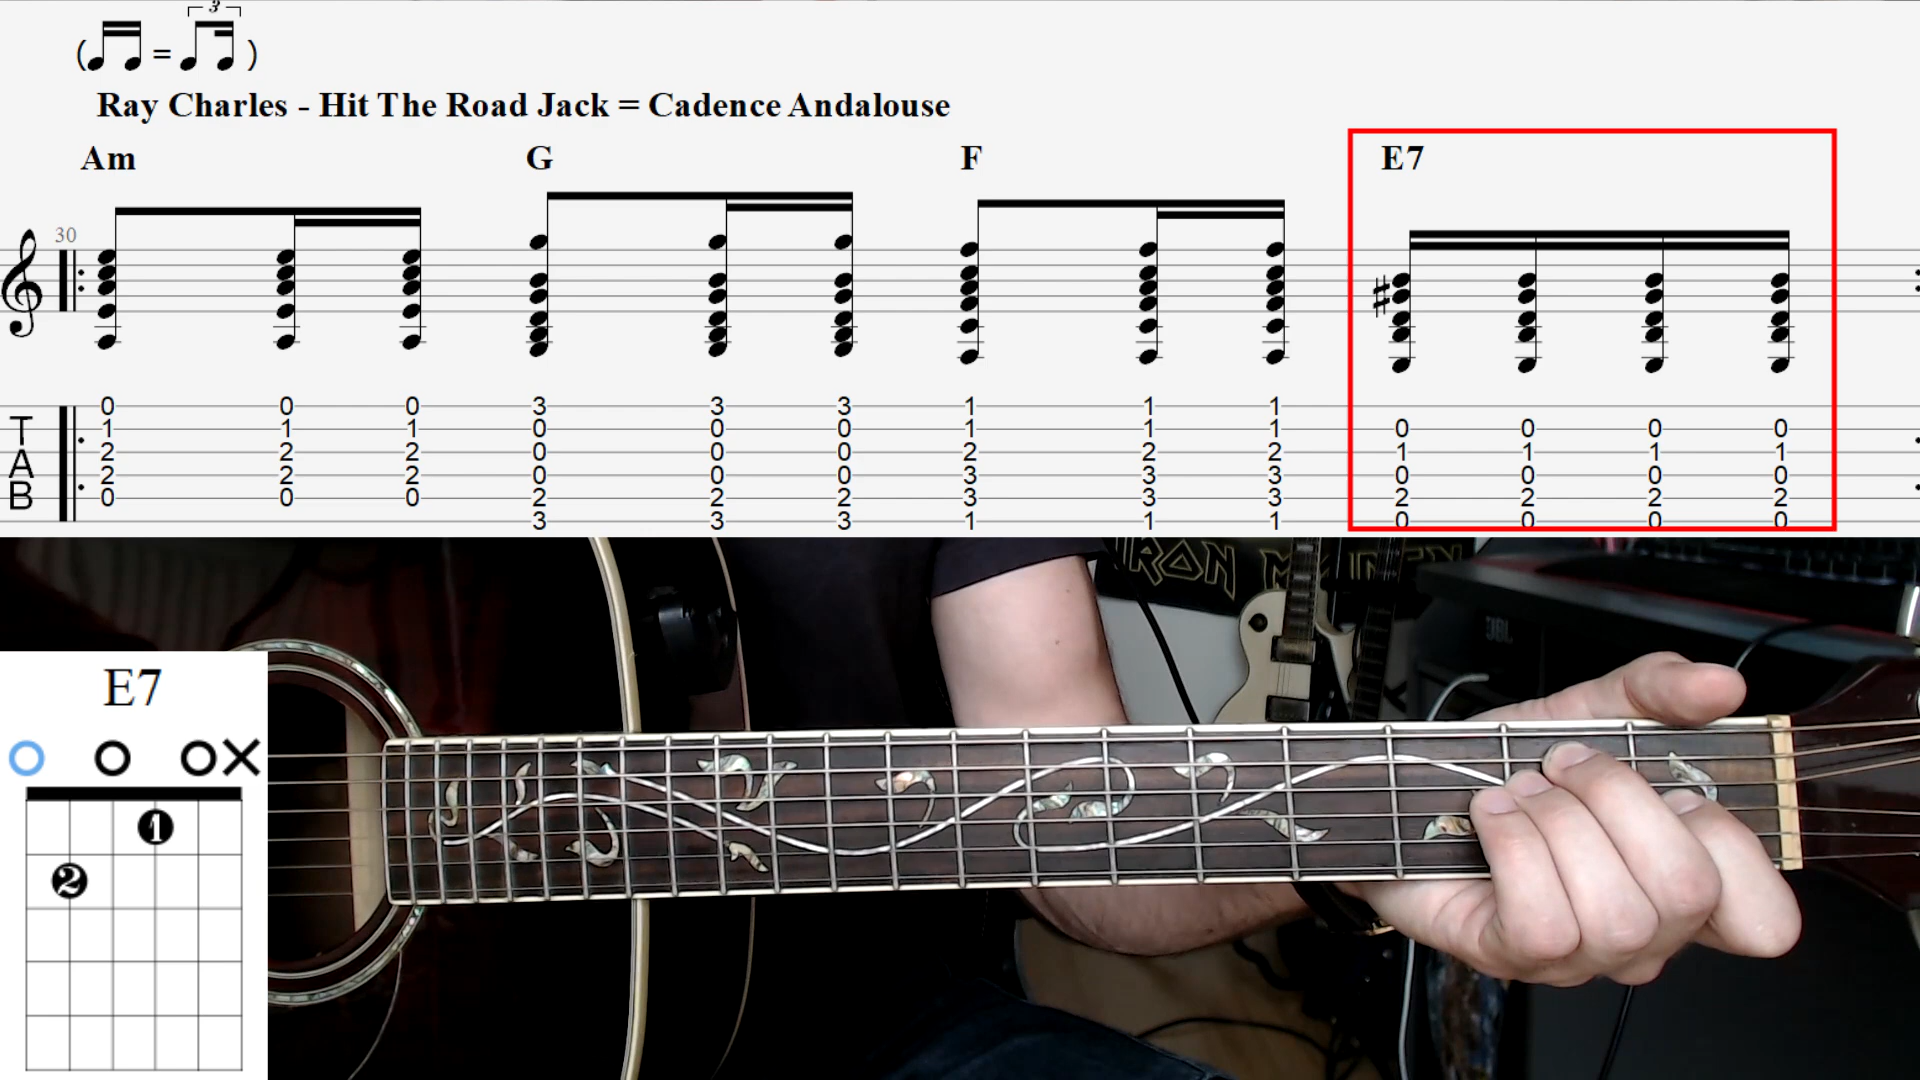 3
( = )
Ray Charles - Hit The Road Jack = Cadence Andalouse
Am G F E7
30
T
A
B
0 0 0 3 3 3 1 1 1
1 1 1 0 0 0 1 1 1 0 0 0 0
2 2 2 0 0 0 2 2 2 1 1 1 1
2 2 2 0 0 0 3 3 3 0 0 0 0
0 0 0 2 2 2 3 3 3 2 2 2 2
3 3 3 1 1 1 0 0 0 0
IRON MAIDEN
JBL
E7
1
2